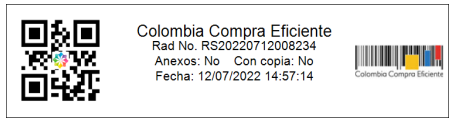 Colombia Compra Eficiente
Rad No. RS20220712008234
Anexos: No Con copia: No
Fecha: 12/07/2022 14:57:14
Colombia Compra Eficiente